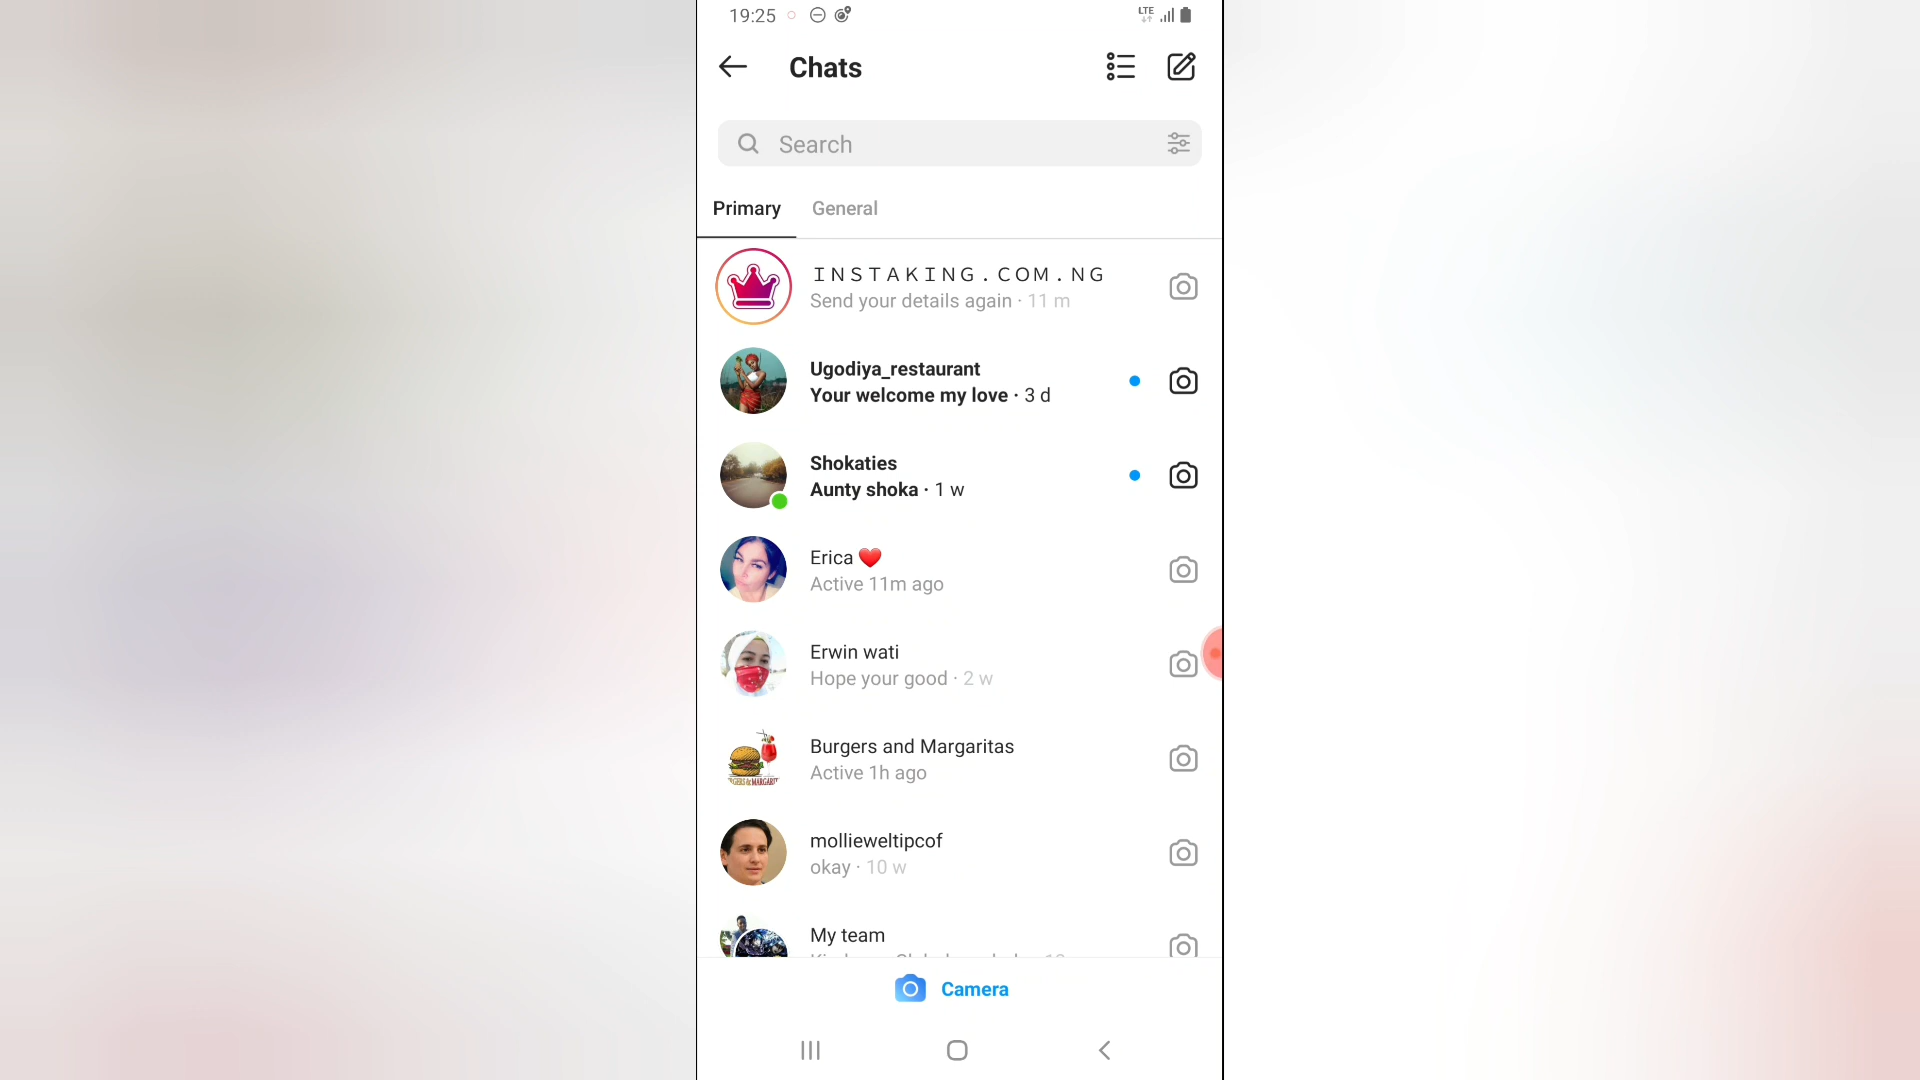 19:25
LTE
Chats
Search
Primary General
INSTAKING.COM.NG
Send your details again · 11 m
Ugodiya_restaurant
Your welcome my love · 3 d
Shokaties
Aunty shoka · 1 w
Erica ❤️
Active 11m ago
Erwin wati
Hope your good · 2 w
Burgers and Margaritas
Active 1h ago
mollieweltipcof
okay · 10 w
My team
Camera